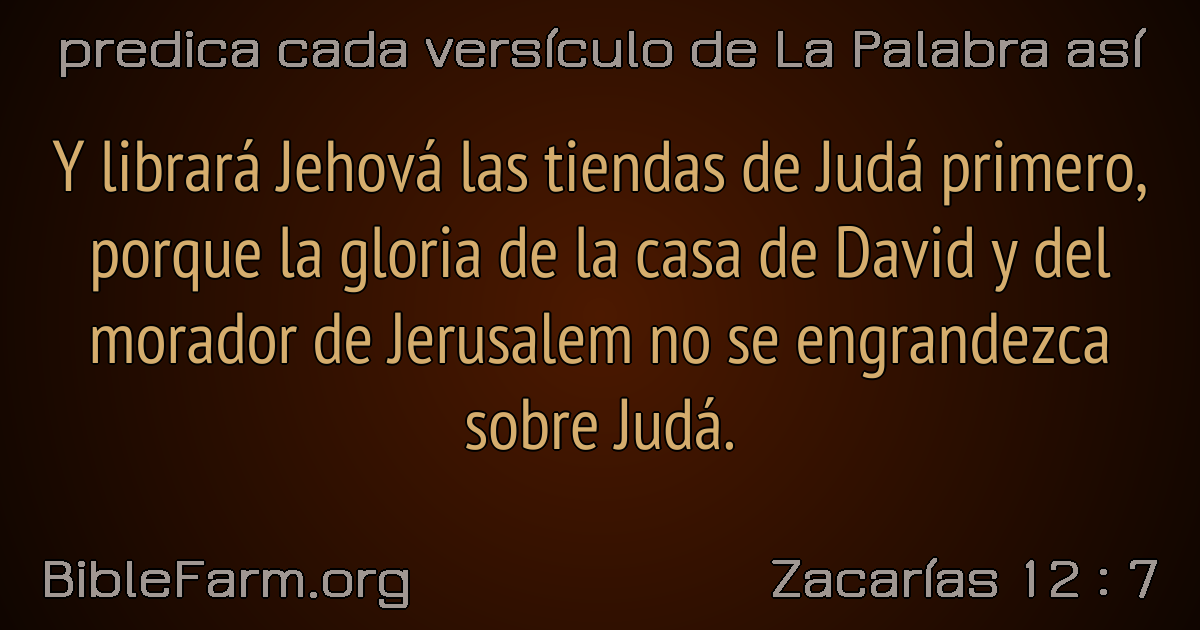 predica cada versículo de La Palabra así
Y librará Jehová las tiendas de Judá primero,
porque la gloria de la casa de David y del
morador de Jerusalem no se engrandezca
sobre Judá.
BibleFarm.org
Zacarías 12 : 7